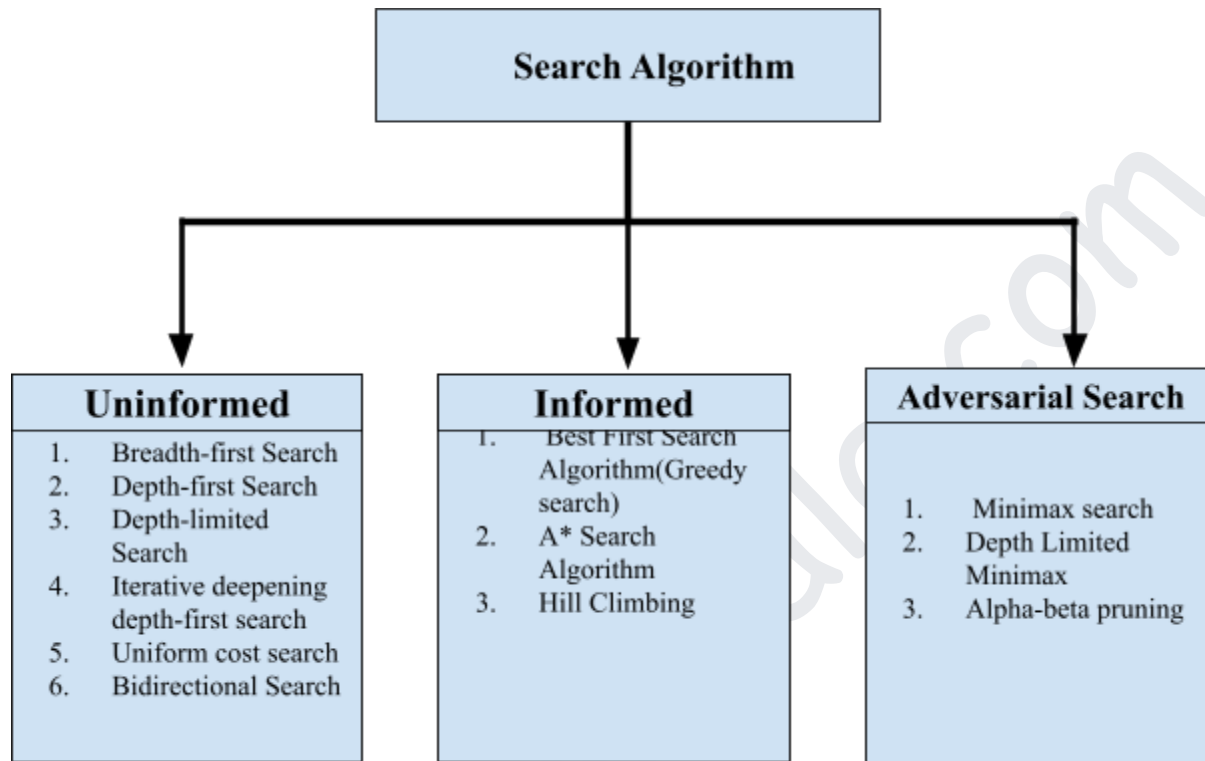 Search Algorithm
Uninformed
1. Breadth-first Search
2. Depth-first Search
3. Depth-limited
Search
4. Iterative deepening
depth-first search
5. Uniform cost search
6. Bidirectional Search
Informed
1. Best First Search
Algorithm(Greedy
search)
2. A* Search
Algorithm
3. Hill Climbing
Adversarial Search
1. Minimax search
2. Depth Limited
Minimax
3. Alpha-beta pruning
.com